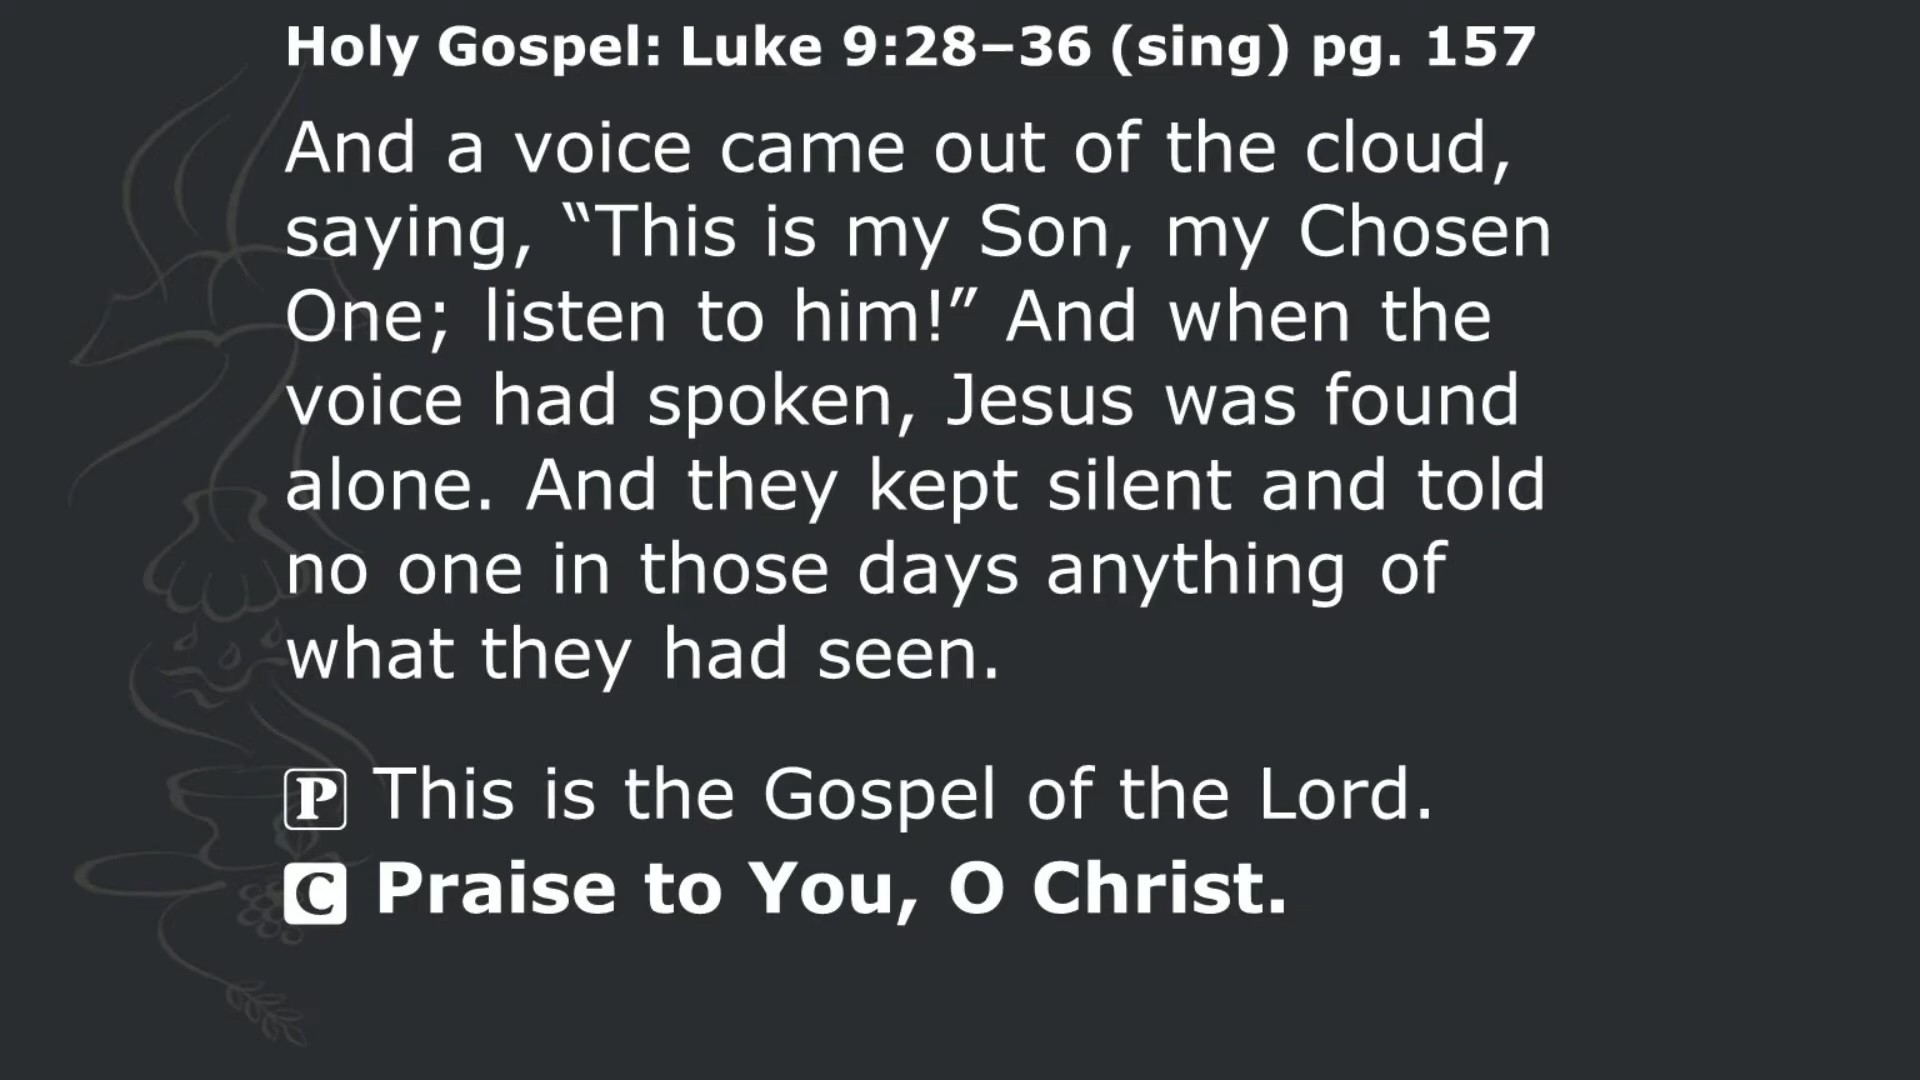 Holy Gospel: Luke 9:28–36 (sing) pg. 157
And a voice came out of the cloud,
saying, “This is my Son, my Chosen
One; listen to him!” And when the
voice had spoken, Jesus was found
alone. And they kept silent and told
no one in those days anything of
what they had seen.
P This is the Gospel of the Lord.
C Praise to You, O Christ.